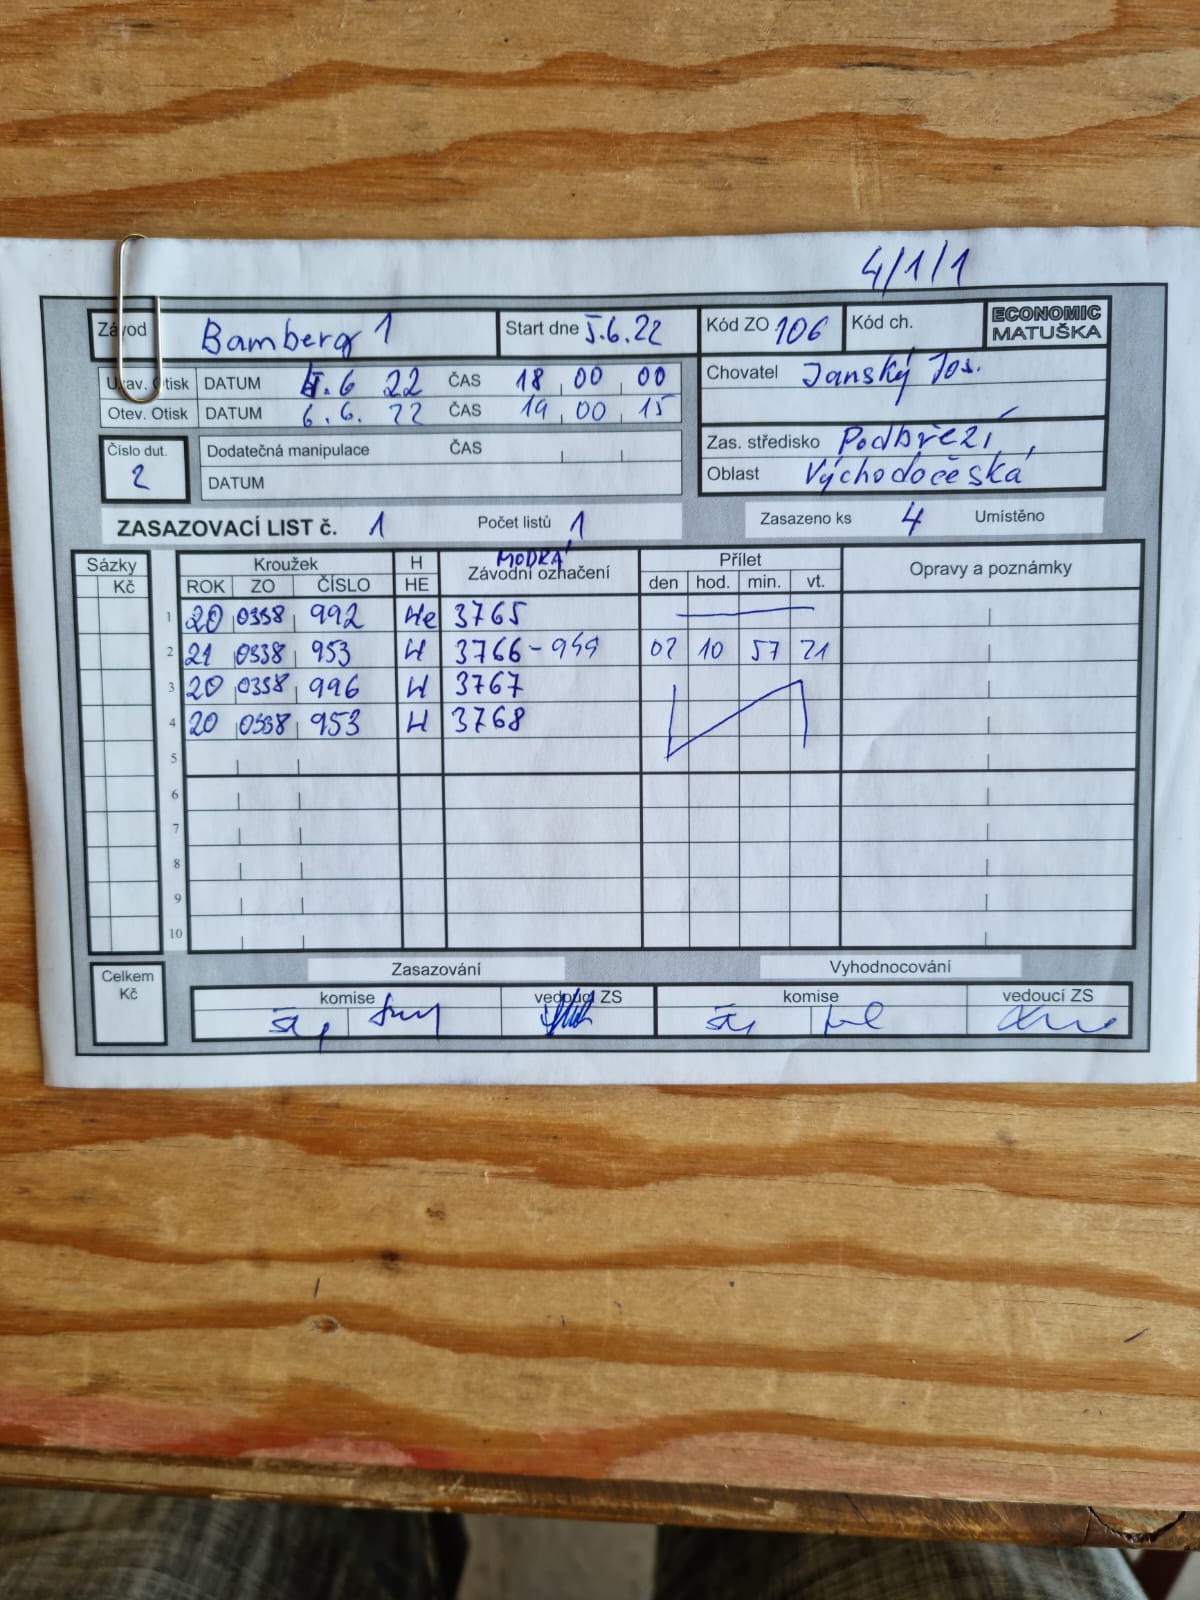 4/1/1
Závod Bamberg 1 Start dne 5.6.22 Kód ZO 106 Kód ch. ECONOMIC MATUŠKA
Uzav. Otisk DATUM 6 22 ČAS 18 00 00
Otev. Otisk DATUM 6. 6. 22 ČAS 19 00 15
Chovatel Janský Jos.
Číslo dut. 2
Dodatečná manipulace ČAS
DATUM
Zas. středisko Podbřezí
Oblast Východočeská
ZASAZOVACÍ LIST č. 1 Počet listů 1 Zasazeno ks 4 Umístěno
Sázky Kroužek H MODRÁ Závodní označení Přílet Opravy a poznámky
Kč ROK ZO ČÍSLO HE den hod. min. vt.
1 20 0358 992 He 3765
2 21 0338 953 H 3766 - 944 02 10 57 21
3 20 0358 996 H 3767
4 20 0358 953 H 3768
5
6
7
8
9
10
Celkem Kč
Zasazování Vyhodnocování
komise vedoucí ZS komise vedoucí ZS